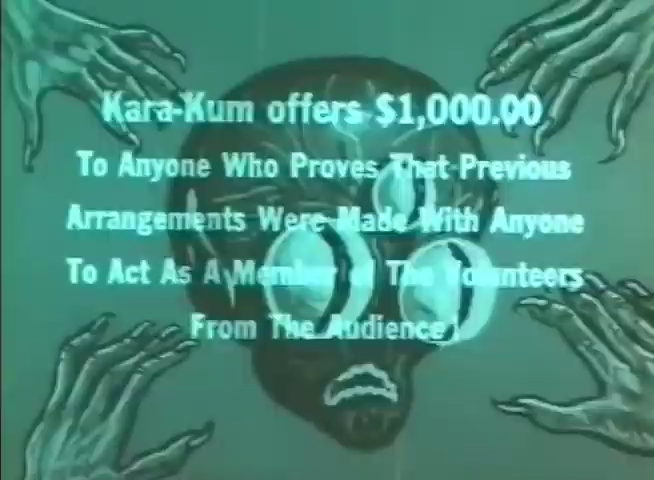 Kara-Kum offers $1,000.00
To Anyone Who Proves That Previous
Arrangements Were Made With Anyone
To Act As A Member of The Volunteers
From The Audience!